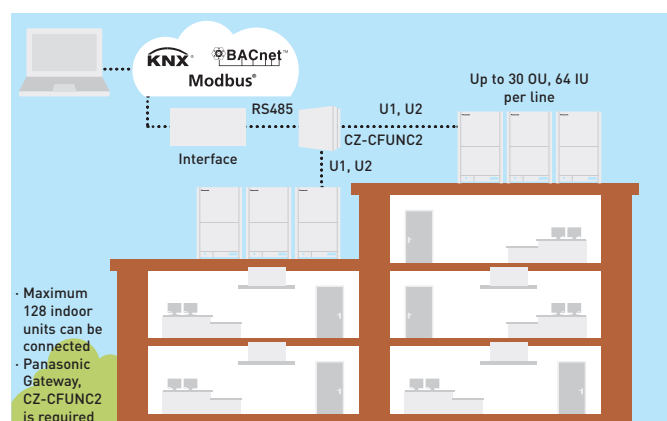 KNX®
BACnet™
Modbus®
Up to 30 OU, 64 IU
per line
RS485
U1, U2
CZ-CFUNC2
Interface
U1, U2
· Maximum
128 indoor
units can be
connected
· Panasonic
Gateway,
CZ-CFUNC2
is required